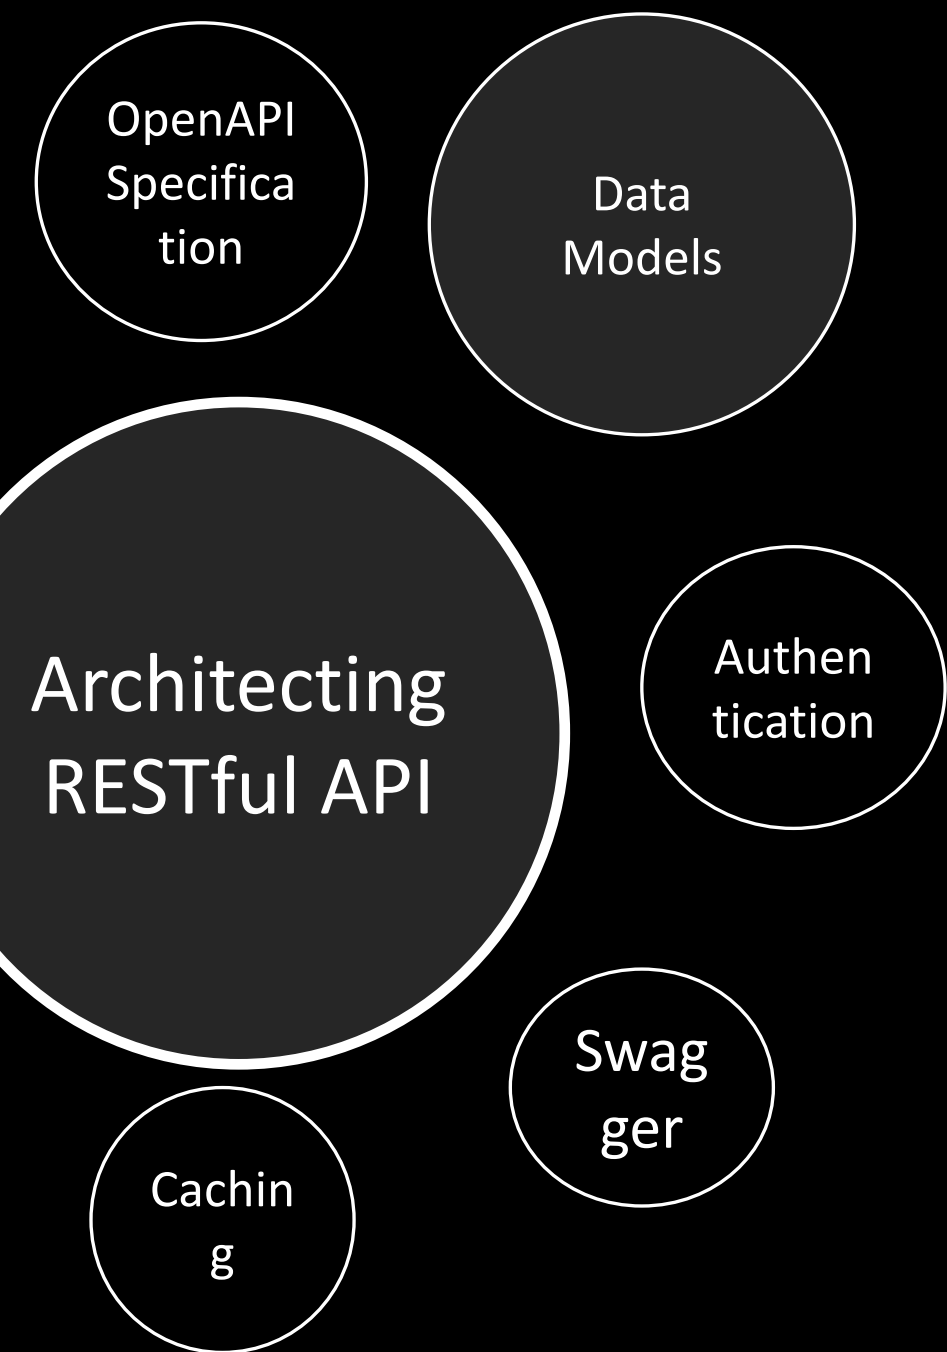 OpenAPI
Specifica
tion
Data
Models
Architecting
RESTful API
Authen
tication
Swag
ger
Cachin
g